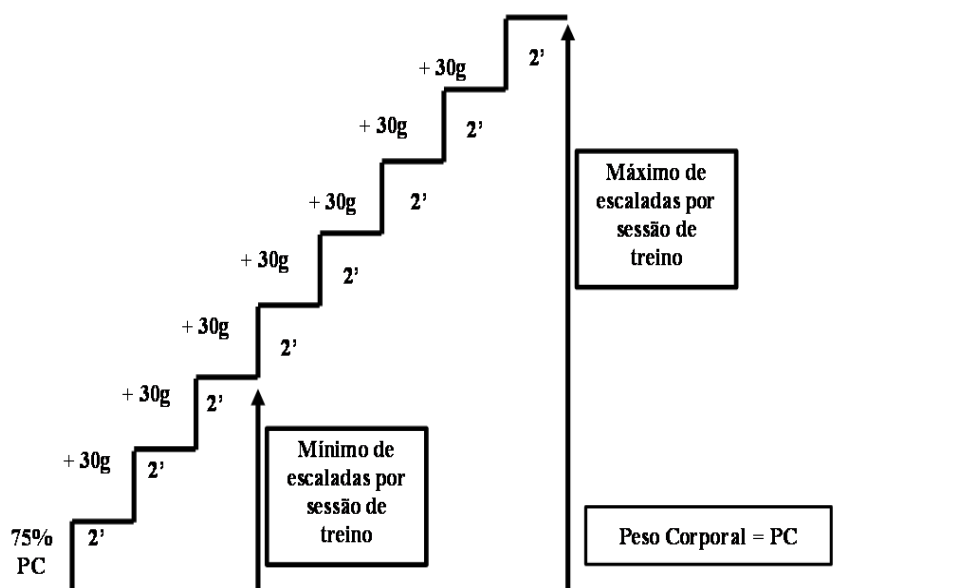 2’
+ 30g
2’
+ 30g
2’
Máximo de
escaladas por
sessão de
treino
+ 30g
2’
+ 30g
2’
+ 30g
2’
+ 30g
2’
Mínimo de
escaladas por
sessão de
treino
+ 30g
2’
75%
PC
2’
Peso Corporal = PC